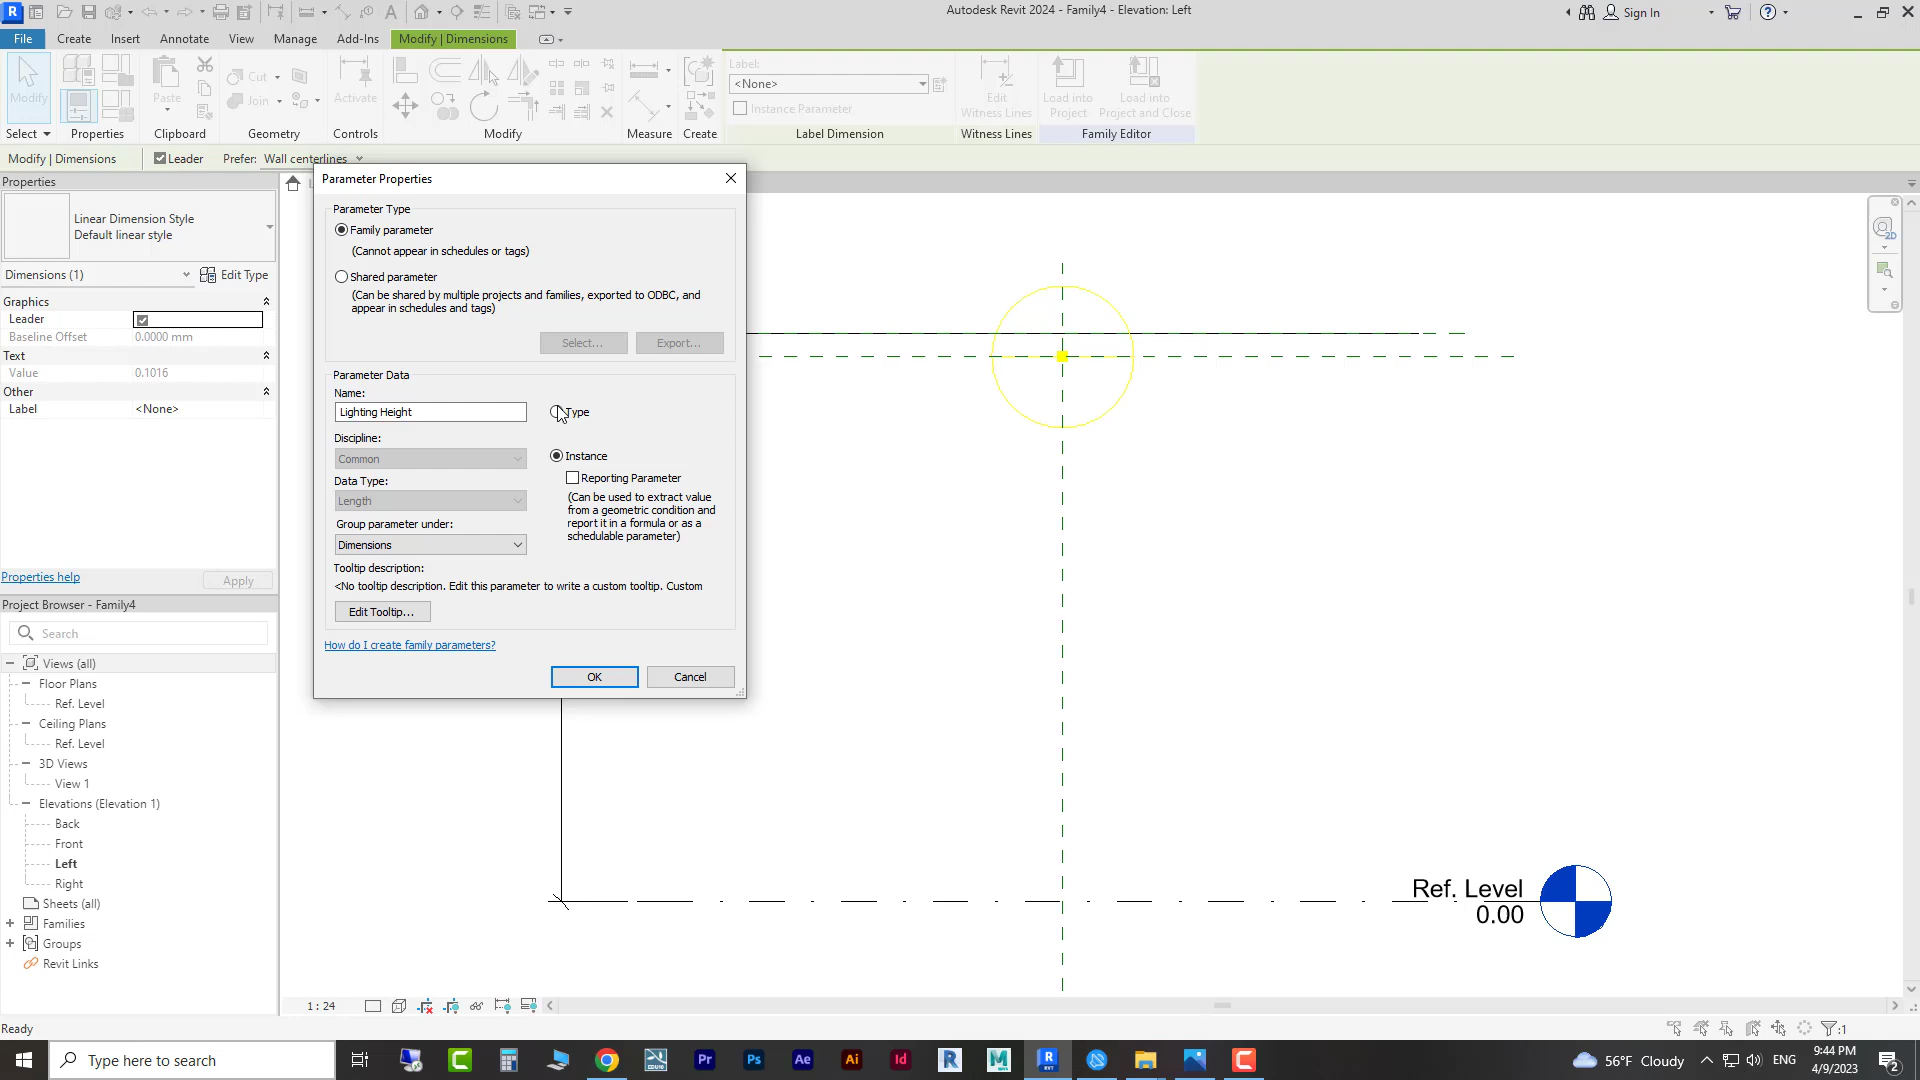 Autodesk Revit 2024 - Family4 - Elevation: Left
Sign In
File
Create
Insert
Annotate
View
Manage
Add-Ins
Modify | Dimensions
Modify
Paste
Cut
Join
Activate
Label:
<None>
Instance Parameter
Edit
Witness Lines
Load into
Project
Load into
Project and Close
Select
Properties
Clipboard
Geometry
Controls
Modify
Measure
Create
Label Dimension
Witness Lines
Family Editor
Modify | Dimensions
Leader
Prefer:
Wall centerlines
Properties
Linear Dimension Style
Default linear style
Dimensions (1)
Edit Type
Graphics
Leader
Baseline Offset
0.0000 mm
Text
Value
0.1016
Other
Label
<None>
Properties help
Apply
Project Browser - Family4
Search
Views (all)
Floor Plans
Ref. Level
Ceiling Plans
Ref. Level
3D Views
View 1
Elevations (Elevation 1)
Back
Front
Left
Right
Sheets (all)
Families
Groups
Revit Links
Parameter Properties
Parameter Type
Family parameter
(Cannot appear in schedules or tags)
Shared parameter
(Can be shared by multiple projects and families, exported to ODBC, and
appear in schedules and tags)
Select...
Export...
Parameter Data
Name:
Lighting Height
Type
Discipline:
Common
Instance
Data Type:
Reporting Parameter
Length
(Can be used to extract value
from a geometric condition and
report it in a formula or as a
schedulable parameter)
Group parameter under:
Dimensions
Tooltip description:
<No tooltip description. Edit this parameter to write a custom tooltip. Custom
Edit Tooltip...
How do I create family parameters?
OK
Cancel
2D
Ref. Level
0.00
1 : 24
Ready
:1
Type here to search
Pr
Ps
Ae
Ai
Id
R
M
R
RVT
C
56°F Cloudy
ENG
9:44 PM
4/9/2023
2